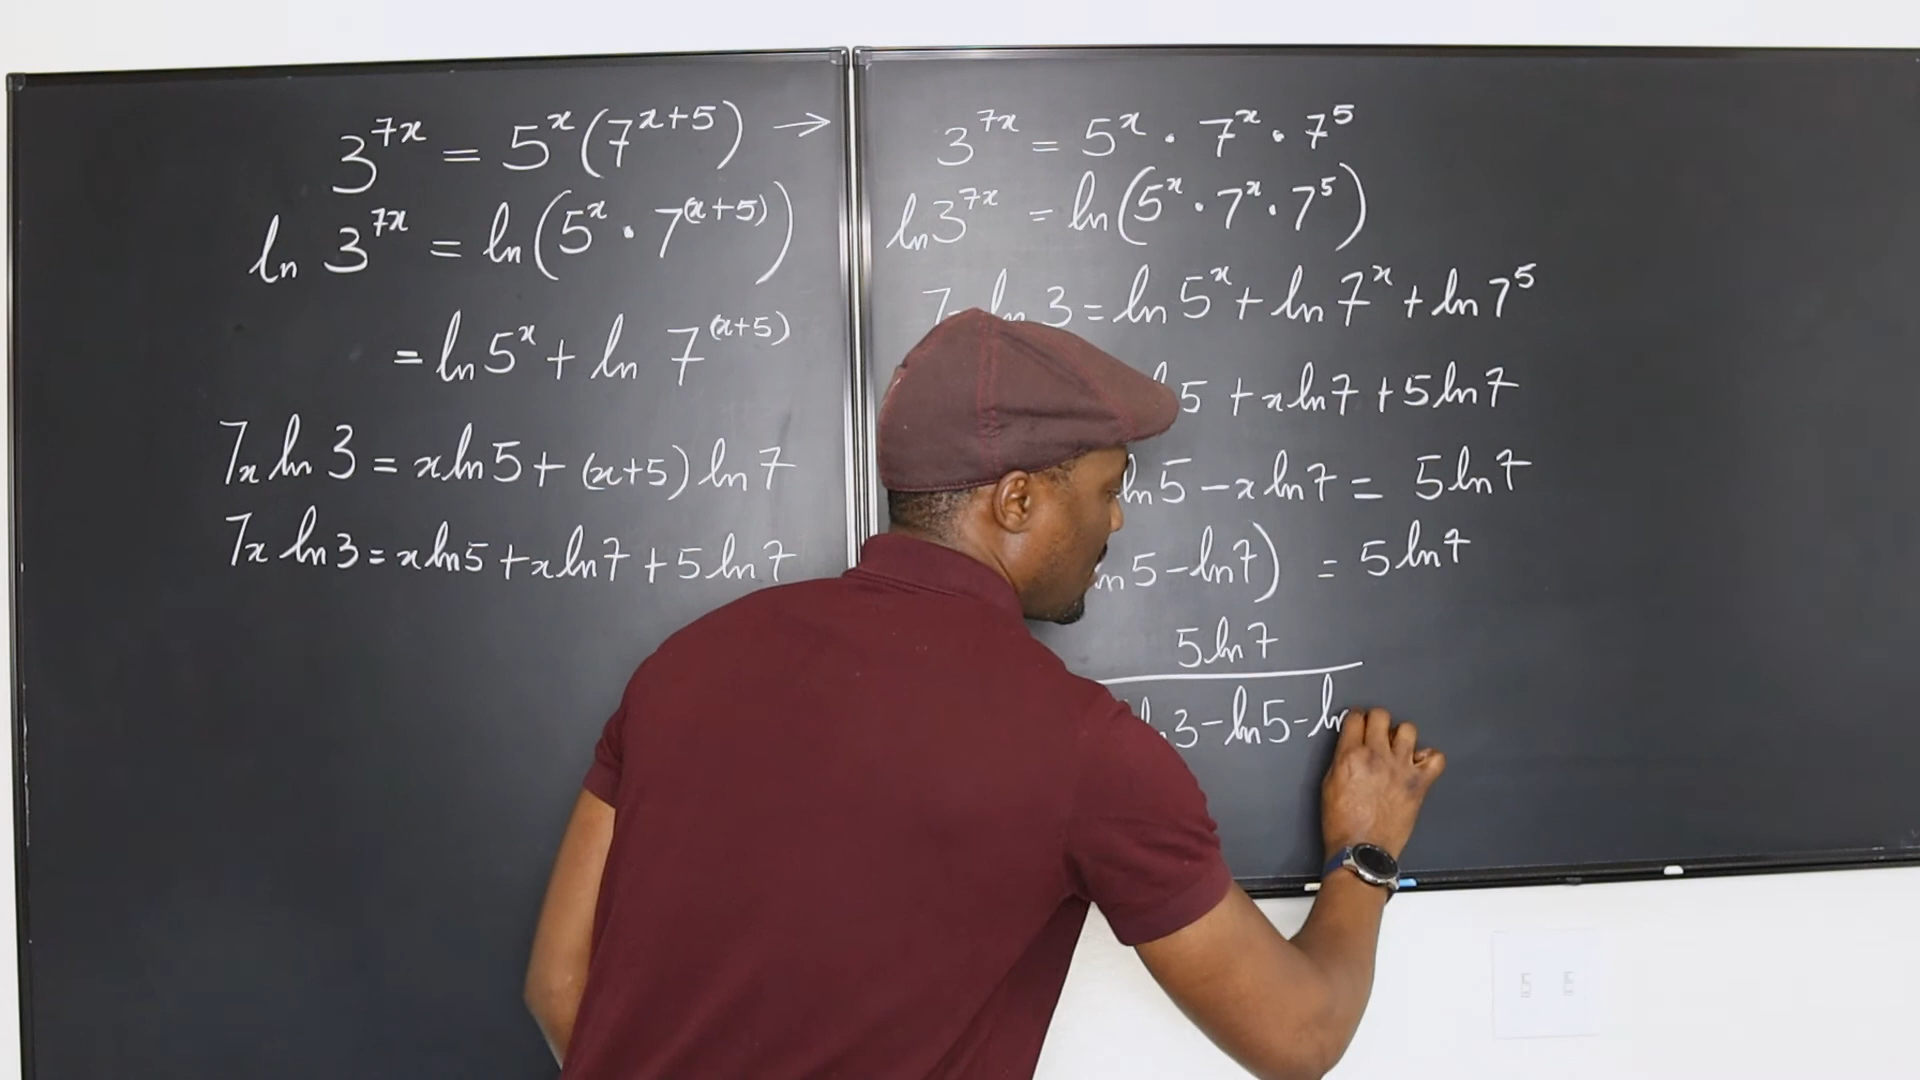 3^{7x} = 5^x (7^{x+5}) →
ln 3^{7x} = ln (5^x · 7^{(x+5)})
= ln 5^x + ln 7^{(x+5)}
7x ln 3 = x ln 5 + (x+5) ln 7
7x ln 3 = x ln 5 + x ln 7 + 5 ln 7
3^{7x} = 5^x · 7^x · 7^5
ln 3^{7x} = ln (5^x · 7^x · 7^5)
ln 3 = ln 5^x + ln 7^x + ln 7^5
5 + x ln 7 + 5 ln 7
ln 5 - x ln 7 = 5 ln 7
5 - ln 7) = 5 ln 7
5 ln 7
3 - ln 5 - ln